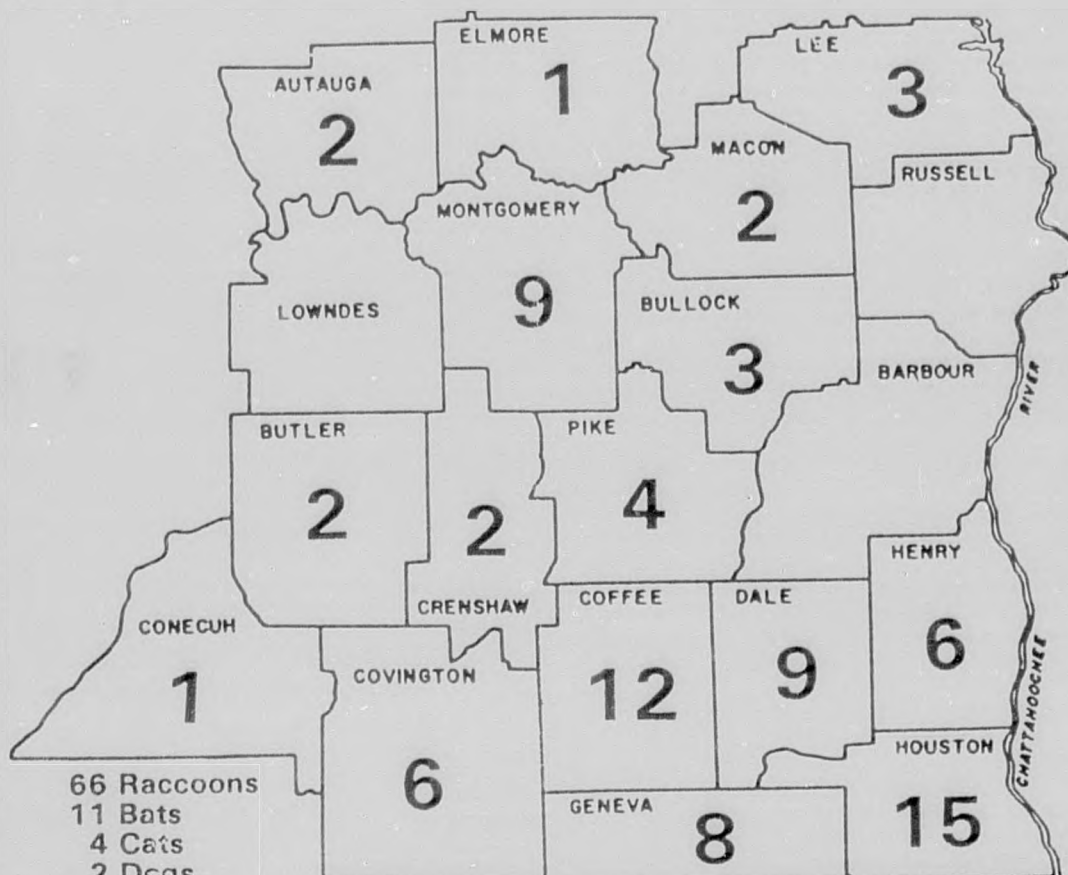 ELMORE
1
LEE
3
AUTAUGA
2
MACON
2
RUSSELL
MONTGOMERY
9
LOWNDES
BULLOCK
3
BARBOUR
RIVER
BUTLER
2
2
CRENSHAW
PIKE
4
HENRY
6
CONECUH
1
COVINGTON
6
COFFEE
12
DALE
9
CHATTAHOOCHEE
HOUSTON
15
GENEVA
8
66 Raccoons
11 Bats
4 Cats
2 Dogs